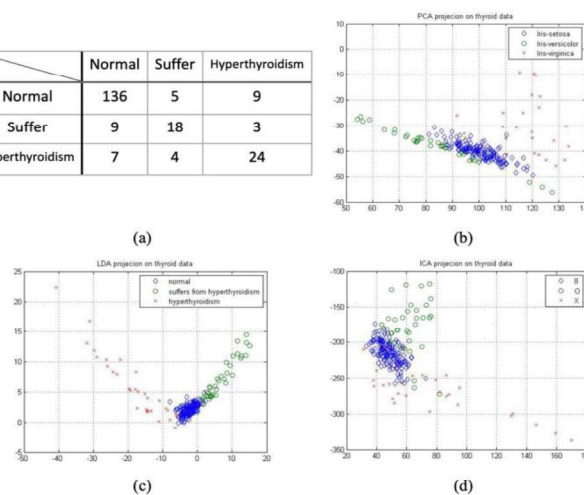 Normal Suffer Hyperthyroidism
Normal 136 5 9
Suffer 9 18 3
perthyroidism 7 4 24
(a)
PCA projecion on thyroid data
Iris-setosa
Iris-versicolor
Iris-virginica
10
0
-10
-20
-30
-40
-50
-60
50 60 70 80 90 100 110 120 130
(b)
LDA projecion on thyroid data
normal
suffers from hyperthyroidism
hyperthyroidism
25
20
15
10
5
0
-5
-50 -40 -30 -20 -10 0 10 20
(c)
ICA projecion on thyroid data
B
O
X
-100
-150
-200
-250
-300
-350
20 40 60 80 100 120 140 160
(d)